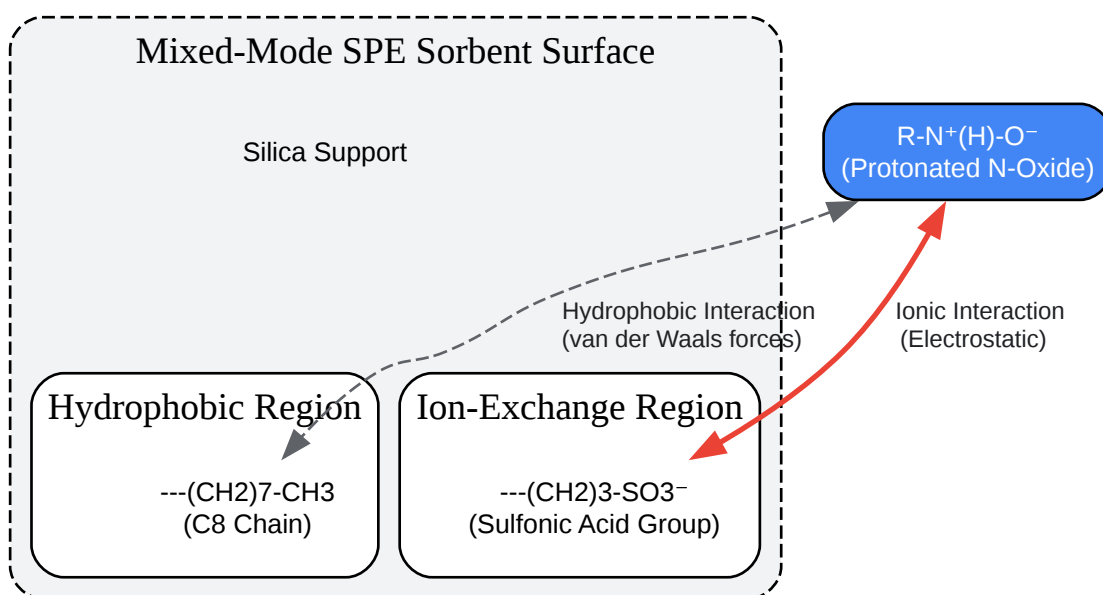 Mixed-Mode SPE Sorbent Surface
Silica Support
R-N⁺(H)-O⁻
(Protonated N-Oxide)
Hydrophobic Interaction
(van der Waals forces)
Ionic Interaction
(Electrostatic)
Hydrophobic Region
---(CH2)7-CH3
(C8 Chain)
Ion-Exchange Region
---(CH2)3-SO3⁻
(Sulfonic Acid Group)